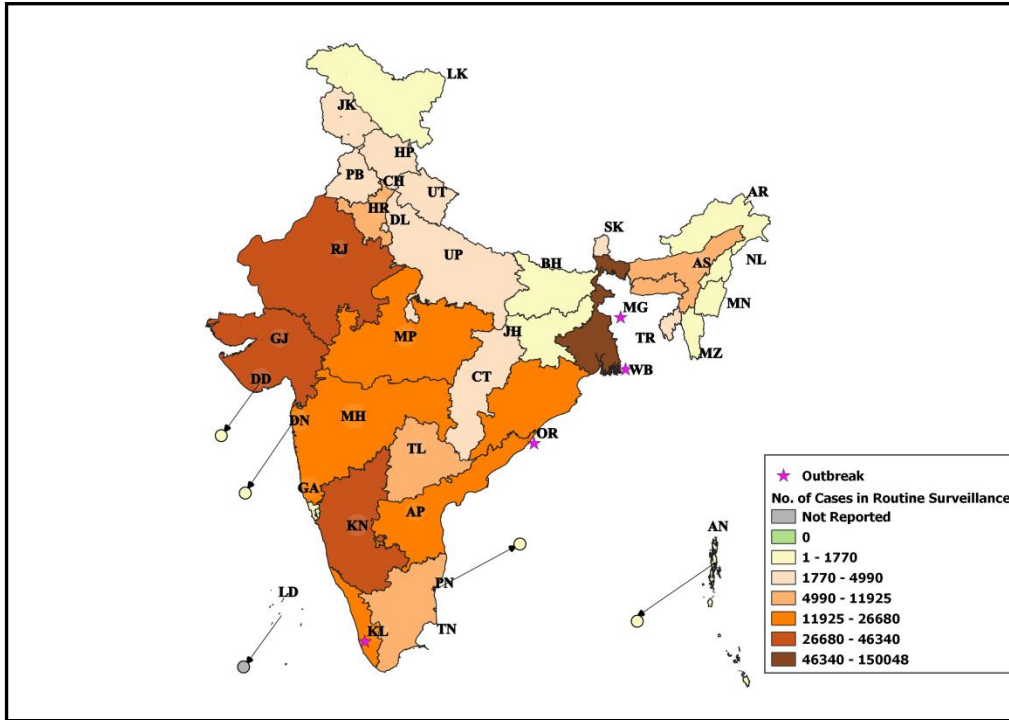 LK
JK
HP
PB
CH
UT
HR
DL
AR
SK
RJ
UP
BH
AS
NL
MG
MN
GJ
MP
JH
TR
MZ
DD
CT
WB
DN
MH
OR
TL
GA
KN
AP
AN
LD
PN
KL
TN
Outbreak
No. of Cases in Routine Surveillance
Not Reported
0
1 - 1770
1770 - 4990
4990 - 11925
11925 - 26680
26680 - 46340
46340 - 150048